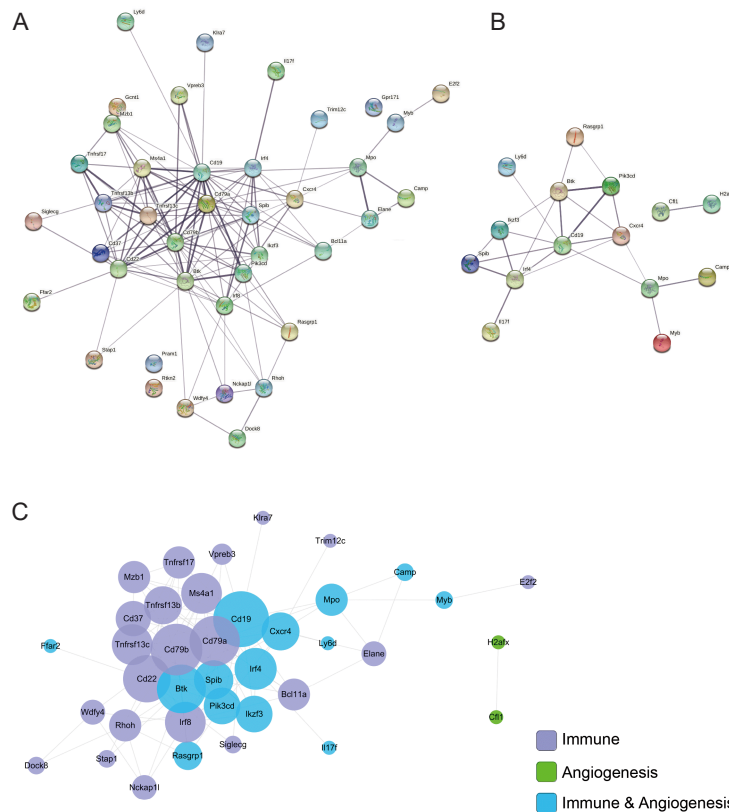 A
B
Ly6d
Klra7
Il17f
E2f2
Vpreb3
Gpr171
Gcnt1
Trim12c
Myb
Mzb1
Rasgrp1
Tnfrsf17
Ms4a1
Cd19
Irf4
Mpo
Ly6d
Btk
Pik3cd
Cfl1
H2a
Tnfrsf13b
Cd79a
Cxcr4
Camp
Ikzf3
Cxcr4
Siglecg
Tnfrsf13c
Spib
Elane
Cd19
Cd79b
Spib
Cd37
Ikzf3
Bcl11a
Irf4
Camp
Cd22
Pik3cd
Mpo
Btk
Ffar2
Irf8
Il17f
Myb
Rasgrp1
Stap1
Pram1
Rtkn2
Nckap1l
Rhoh
Wdfy4
Dock8
C
Klra7
Trim12c
Vpreb3
Tnfrsf17
Mzb1
Camp
E2f2
Ms4a1
Mpo
Myb
Tnfrsf13b
Cd37
Cd19
Cxcr4
Ffar2
Tnfrsf13c
Cd79b
Cd79a
Ly6d
H2afx
Elane
Cd22
Spib
Irf4
Btk
Bcl11a
Wdfy4
Pik3cd
Ikzf3
Rhoh
Irf8
Cfl1
Siglecg
Il17f
Stap1
Rasgrp1
Dock8
Nckap1l
Immune
Angiogenesis
Immune & Angiogenesis